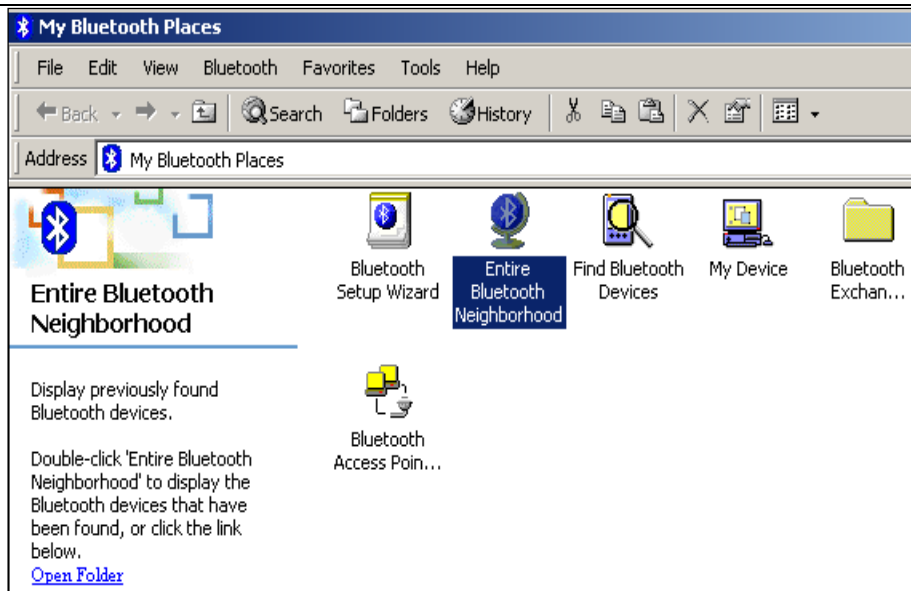 My Bluetooth Places
File Edit View Bluetooth Favorites Tools Help
Back Search Folders History
Address My Bluetooth Places
Entire Bluetooth
Neighborhood
Display previously found
Bluetooth devices.
Double-click 'Entire Bluetooth
Neighborhood' to display the
Bluetooth devices that have
been found, or click the link
below.
Open Folder
Bluetooth
Setup Wizard
Entire
Bluetooth
Neighborhood
Find Bluetooth
Devices
My Device
Bluetooth
Exchan...
Bluetooth
Access Poin...